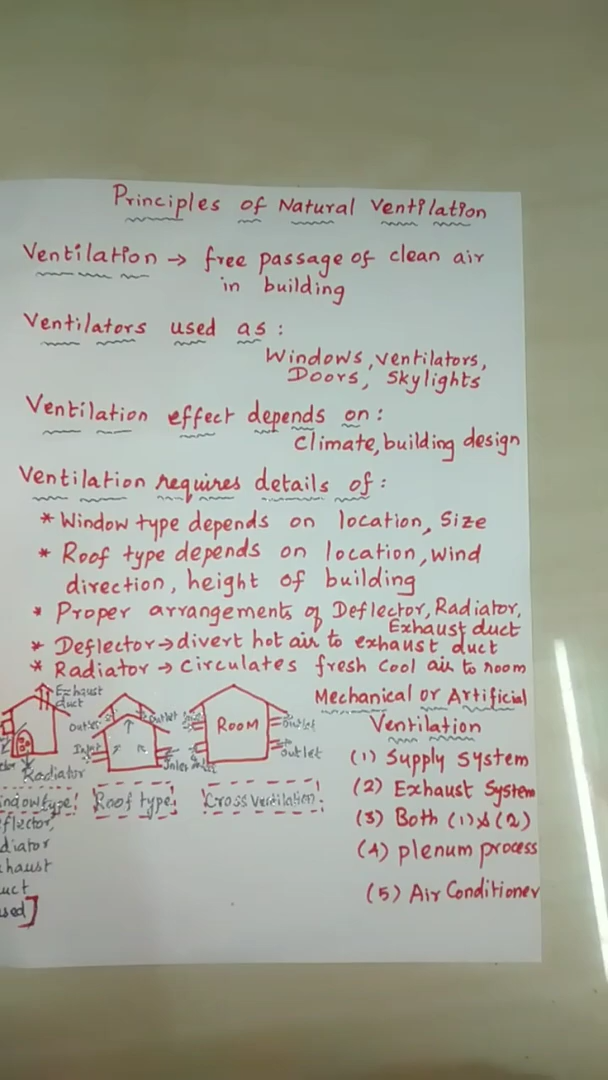 Principles of Natural Ventilation
Ventilation → free passage of clean air
in building
Ventilators used as :
Windows, ventilators,
Doors, Skylights
Ventilation effect depends on :
climate, building design
Ventilation requires details of :
* Window type depends on location, Size
* Roof type depends on location, wind
direction, height of building
* Proper arrangements of Deflector, Radiator,
Exhaust duct
* Deflector → divert hot air to exhaust duct
* Radiator → circulates fresh cool air to room
Exhaust
duct
Radiator
Outlet
Outlet
Inlet
Inlet
ROOM
Outlet
Outlet
Roof type
Cross Ventilation
Mechanical or Artificial
Ventilation
(1) Supply System
(2) Exhaust System
(3) Both (1) & (2)
(4) plenum process
(5) Air Conditioner